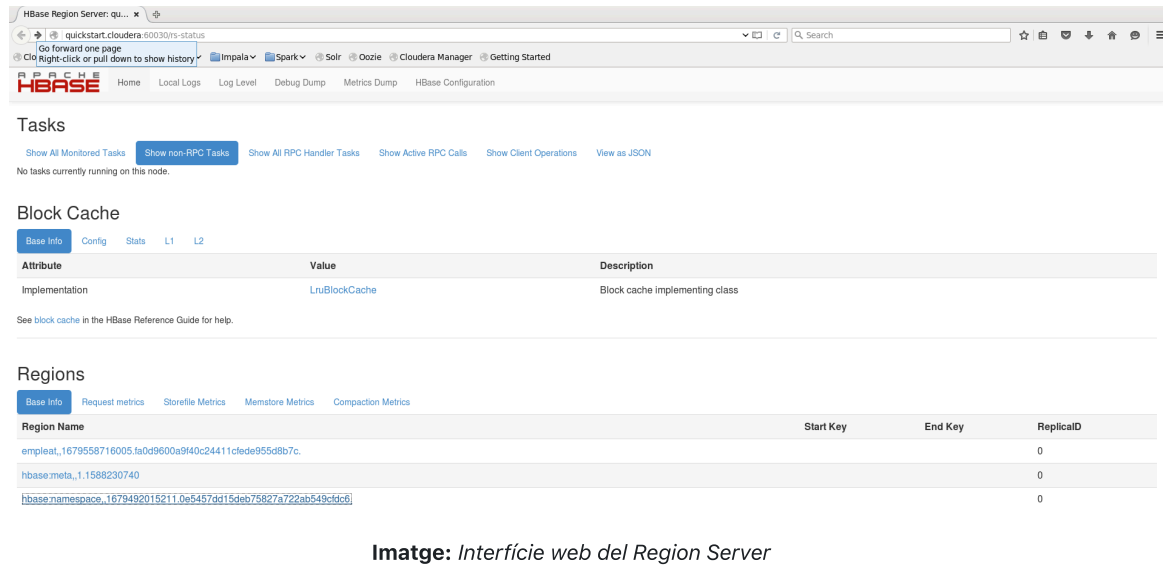 HBase Region Server: qu...
quickstart.cloudera:60030/rs-status
Search
Go forward one page
Right-click or pull down to show history
Clo
Impala
Spark
Solr
Oozie
Cloudera Manager
Getting Started
APACHE
HBASE
Home
Local Logs
Log Level
Debug Dump
Metrics Dump
HBase Configuration
Tasks
Show All Monitored Tasks
Show non-RPC Tasks
Show All RPC Handler Tasks
Show Active RPC Calls
Show Client Operations
View as JSON
No tasks currently running on this node.
Block Cache
Base Info
Config
Stats
L1
L2
Attribute Value Description
Implementation LruBlockCache Block cache implementing class
See block cache in the HBase Reference Guide for help.
Regions
Base Info
Request metrics
Storefile Metrics
Memstore Metrics
Compaction Metrics
Region Name Start Key End Key ReplicaID
empleat,,1679558716005.fa0d9600a9f40c24411cfede955d8b7c. 0
hbase:meta,,1.1588230740 0
hbase:namespace,,1679492015211.0e5457dd15deb75827a722ab549cfdc6. 0
Imatge: Interfície web del Region Server